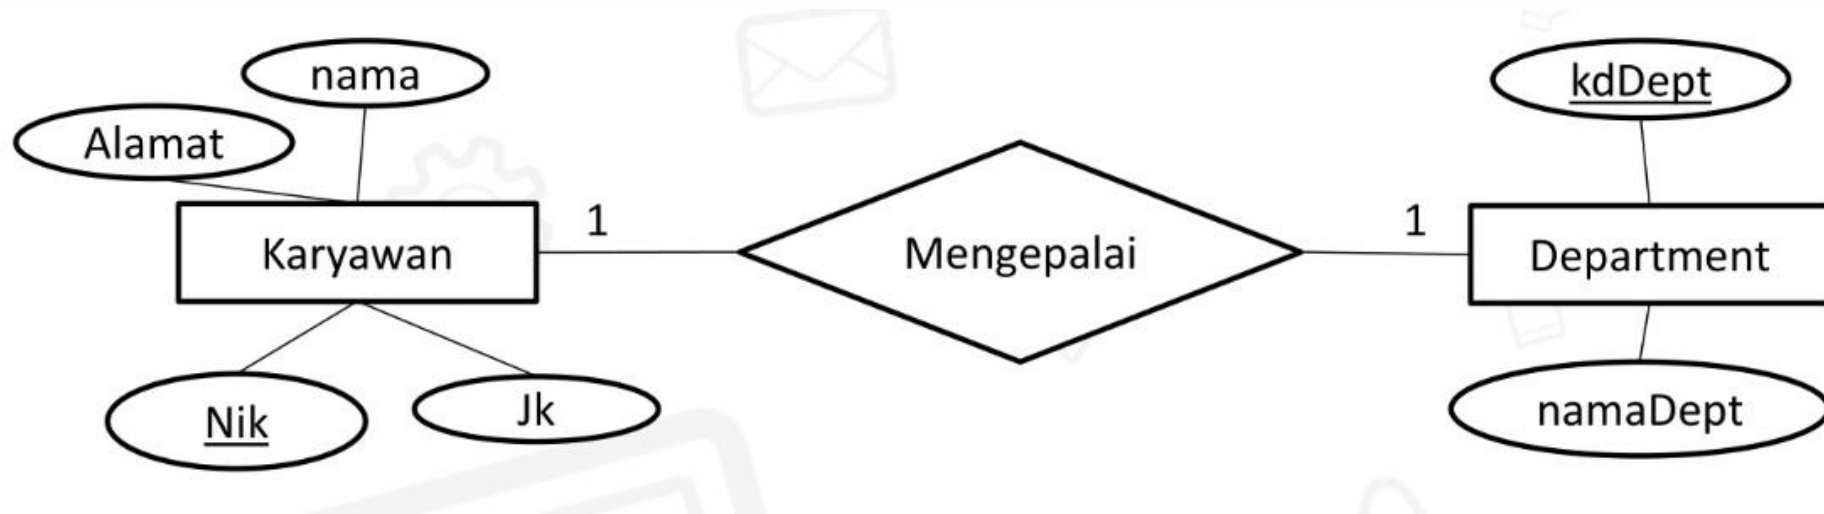 nama
kdDept
Alamat
1
1
Karyawan
Mengepalai
Department
Nik
Jk
namaDept